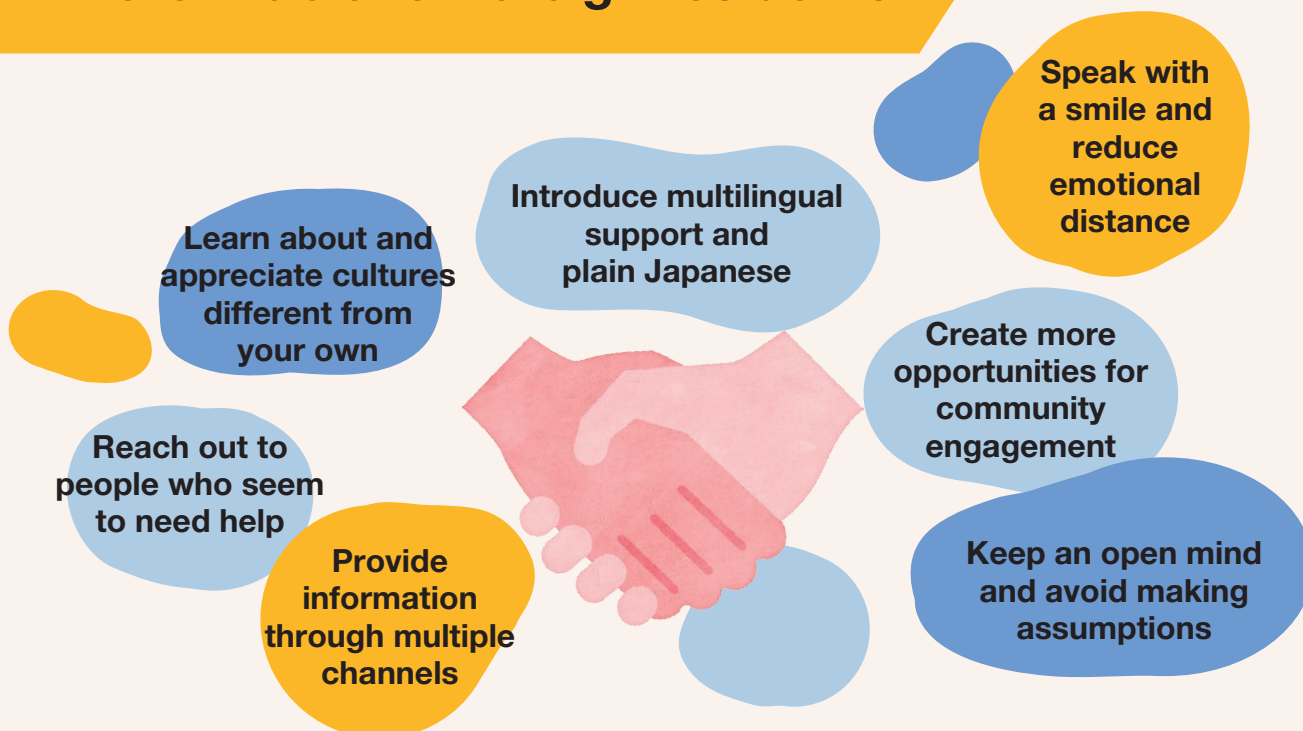 Speak with
a smile and
reduce
emotional
distance
Introduce multilingual
support and
plain Japanese
Learn about and
appreciate cultures
different from
your own
Create more
opportunities for
community
engagement
Reach out to
people who seem
to need help
Provide
information
through multiple
channels
Keep an open mind
and avoid making
assumptions